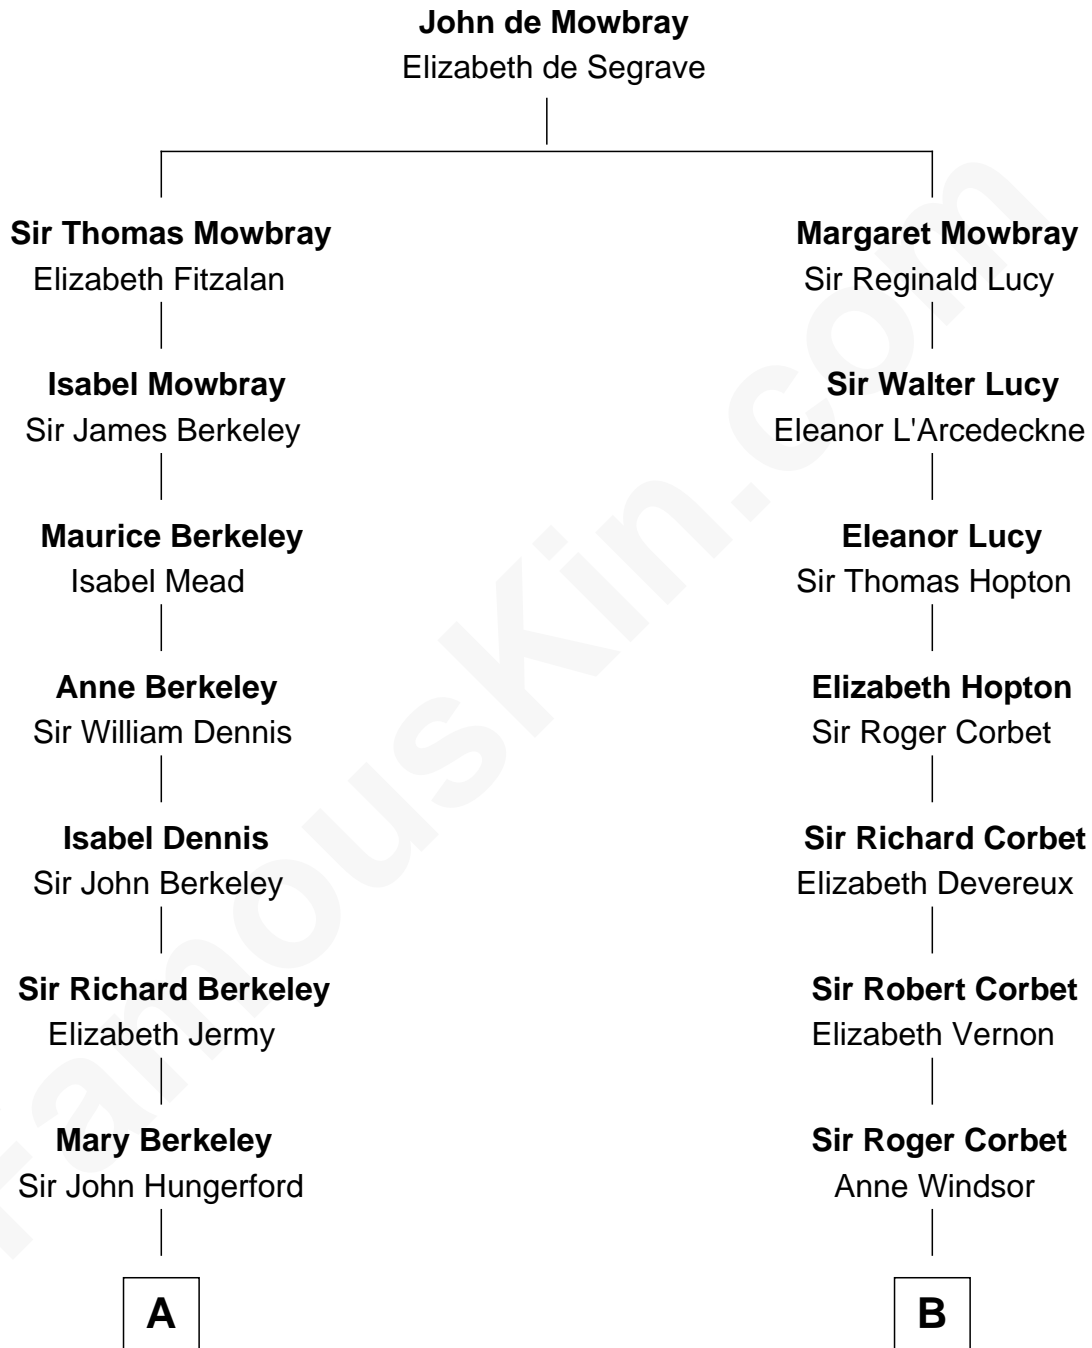 John de Mowbray
Elizabeth de Segrave
Sir Thomas Mowbray
Elizabeth Fitzalan
Margaret Mowbray
Sir Reginald Lucy
Isabel Mowbray
Sir James Berkeley
Sir Walter Lucy
Eleanor L'Arcedeckne
Maurice Berkeley
Isabel Mead
Eleanor Lucy
Sir Thomas Hopton
Anne Berkeley
Sir William Dennis
Elizabeth Hopton
Sir Roger Corbet
Isabel Dennis
Sir John Berkeley
Sir Richard Corbet
Elizabeth Devereux
Sir Richard Berkeley
Elizabeth Jermy
Sir Robert Corbet
Elizabeth Vernon
Mary Berkeley
Sir John Hungerford
Sir Roger Corbet
Anne Windsor
A
B
FamousKin.com